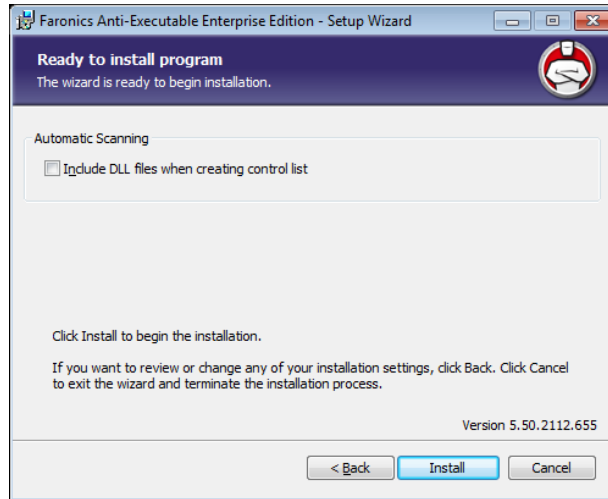 Faronics Anti-Executable Enterprise Edition - Setup Wizard
Ready to install program
The wizard is ready to begin installation.
Automatic Scanning
Include DLL files when creating control list
Click Install to begin the installation.
If you want to review or change any of your installation settings, click Back. Click Cancel
to exit the wizard and terminate the installation process.
Version 5.50.2112.655
< Back
Install
Cancel